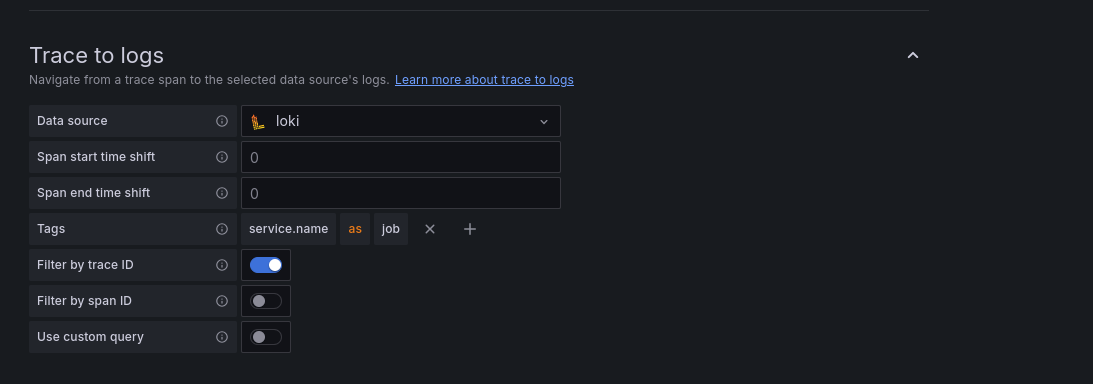 Trace to logs
Navigate from a trace span to the selected data source's logs. Learn more about trace to logs
Data source loki
Span start time shift 0
Span end time shift 0
Tags service.name as job
Filter by trace ID
Filter by span ID
Use custom query